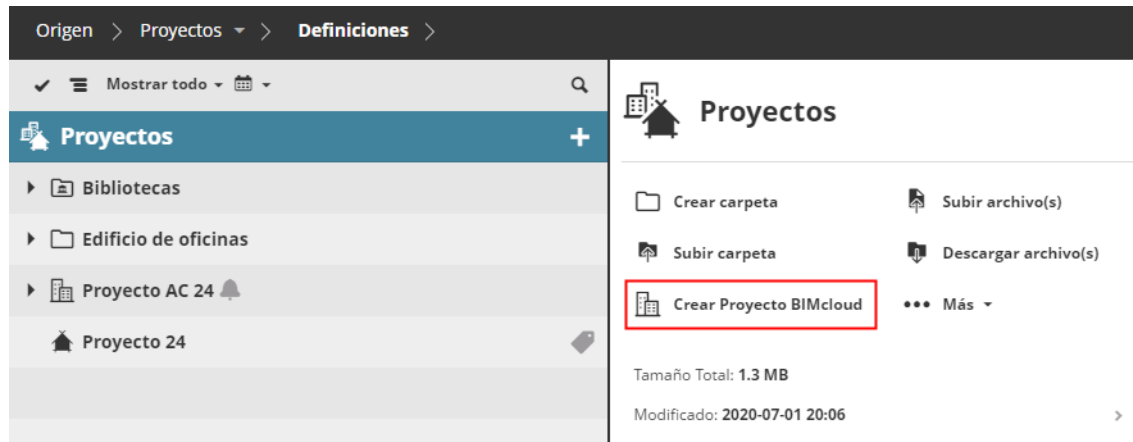 Origen > Proyectos > Definiciones >
Mostrar todo
Proyectos +
Bibliotecas
Edificio de oficinas
Proyecto AC 24
Proyecto 24
Proyectos
Crear carpeta Subir archivo(s)
Subir carpeta Descargar archivo(s)
Crear Proyecto BIMcloud ••• Más
Tamaño Total: 1.3 MB
Modificado: 2020-07-01 20:06 >